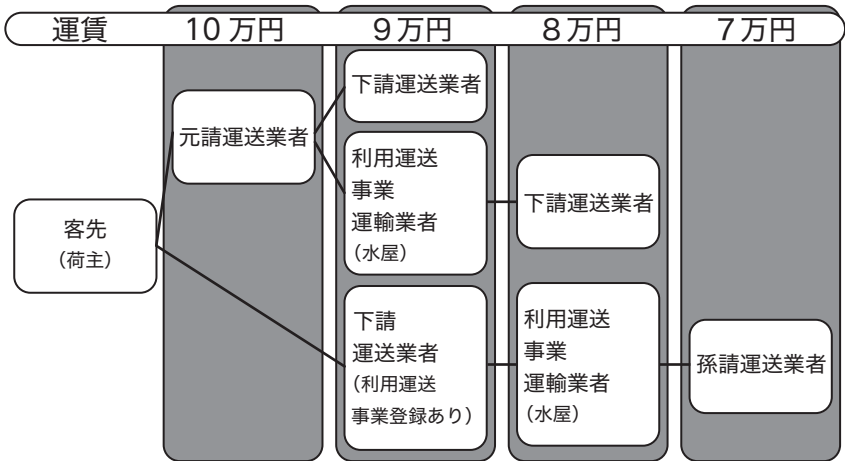 運賃 10万円 9万円 8万円 7万円
下請運送業者
元請運送業者
利用運送
事業
運輸業者
(水屋)
下請運送業者
客先
(荷主)
下請
運送業者
(利用運送
事業登録あり)
利用運送
事業
運輸業者
(水屋)
孫請運送業者